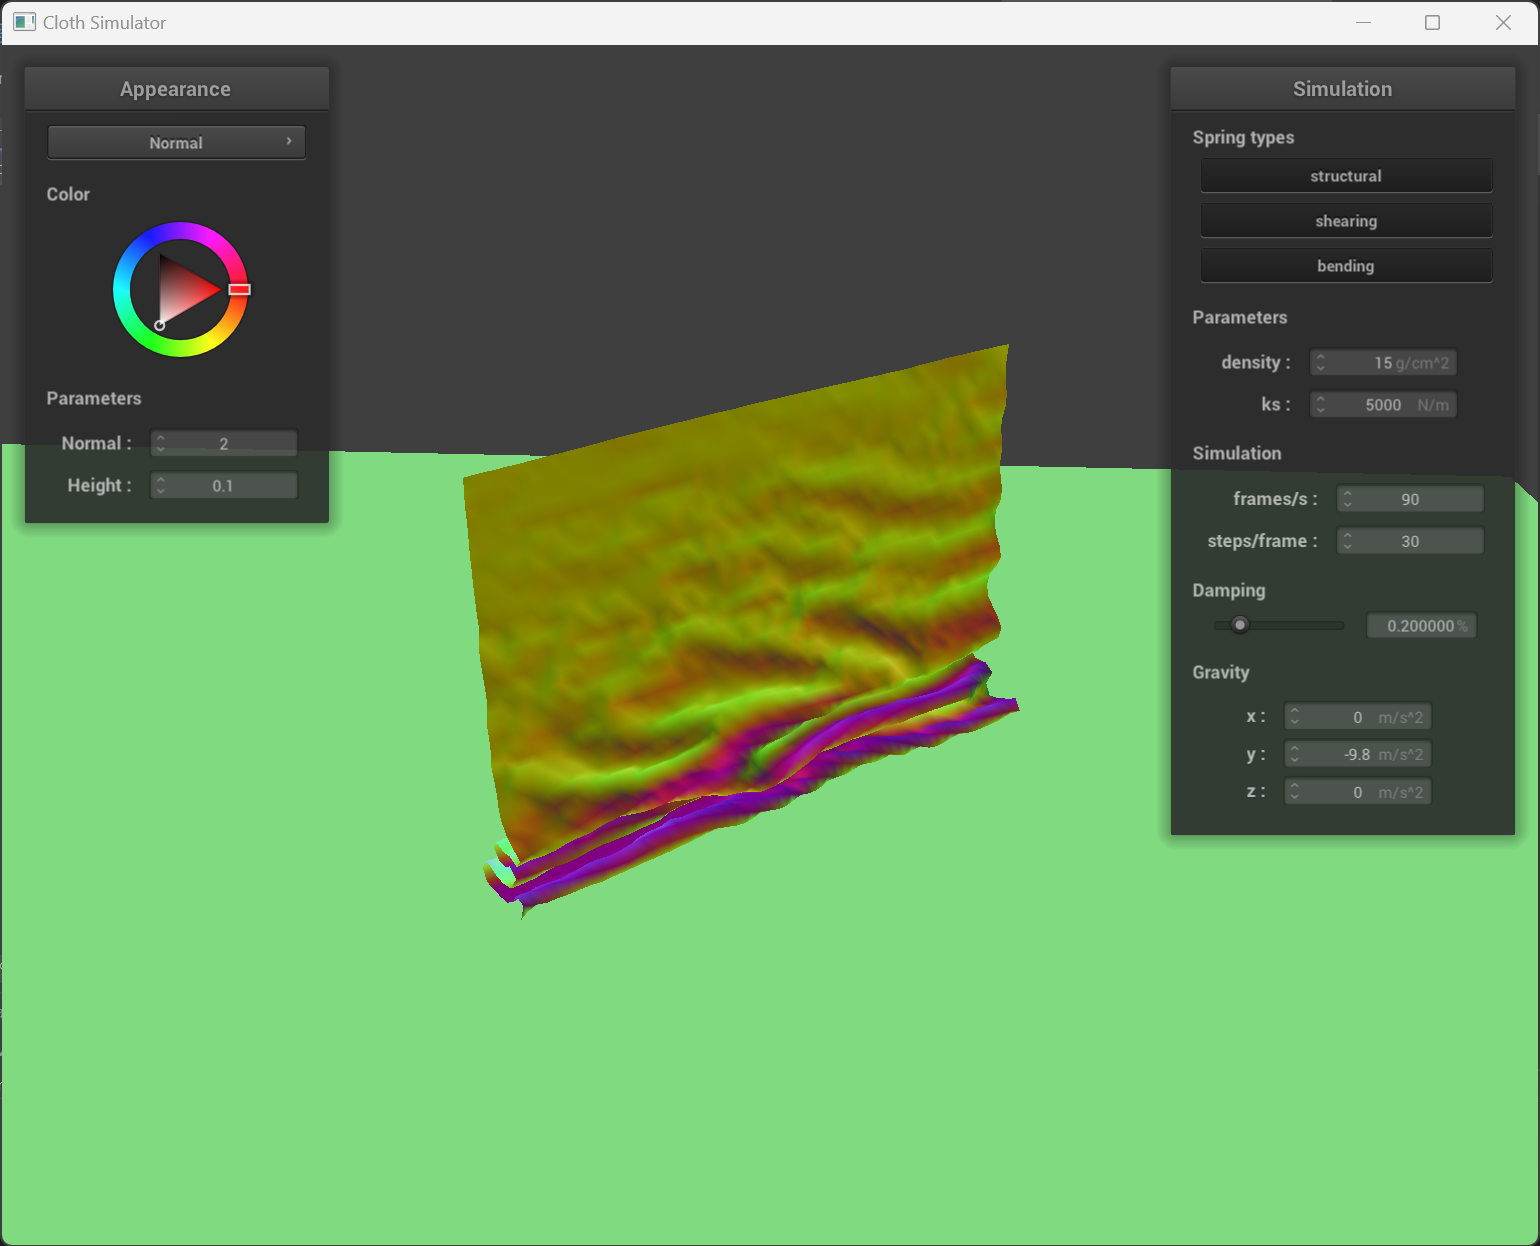 Cloth Simulator
Appearance
Normal
Color
Parameters
Normal : 2
Height : 0.1
Simulation
Spring types
structural
shearing
bending
Parameters
density : 15 g/cm^2
ks : 5000 N/m
Simulation
frames/s : 90
steps/frame : 30
Damping
0.200000 %
Gravity
x : 0 m/s^2
y : -9.8 m/s^2
z : 0 m/s^2